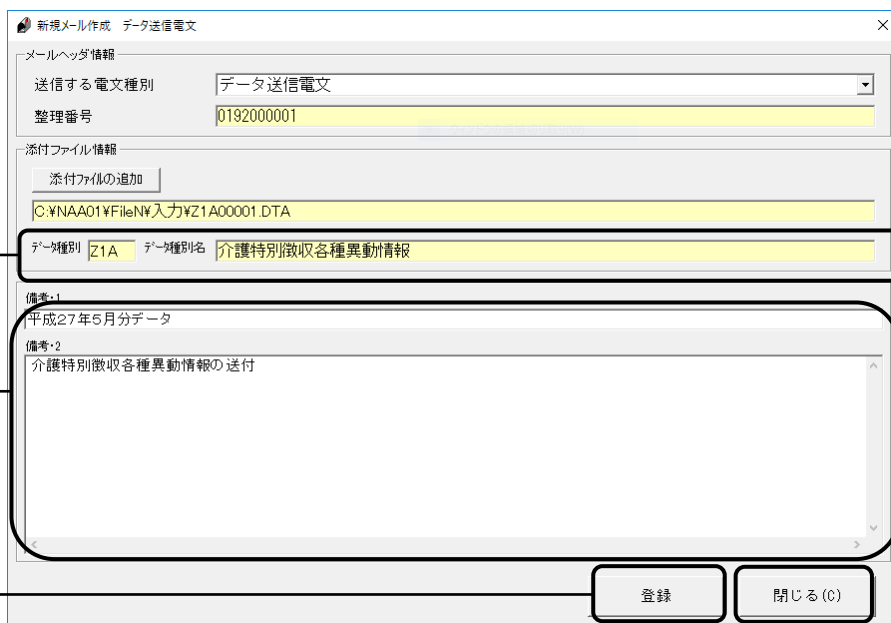 新規メール作成 データ送信電文
メールヘッダ情報
送信する電文種別 データ送信電文
整理番号 0192000001
添付ファイル情報
添付ファイルの追加
C:¥NAA01¥FileN¥入力¥Z1A00001.DTA
データ種別 Z1A データ種別名 介護特別徴収各種異動情報
備考・1
平成27年5月分データ
備考・2
介護特別徴収各種異動情報の送付
登録 閉じる(C)